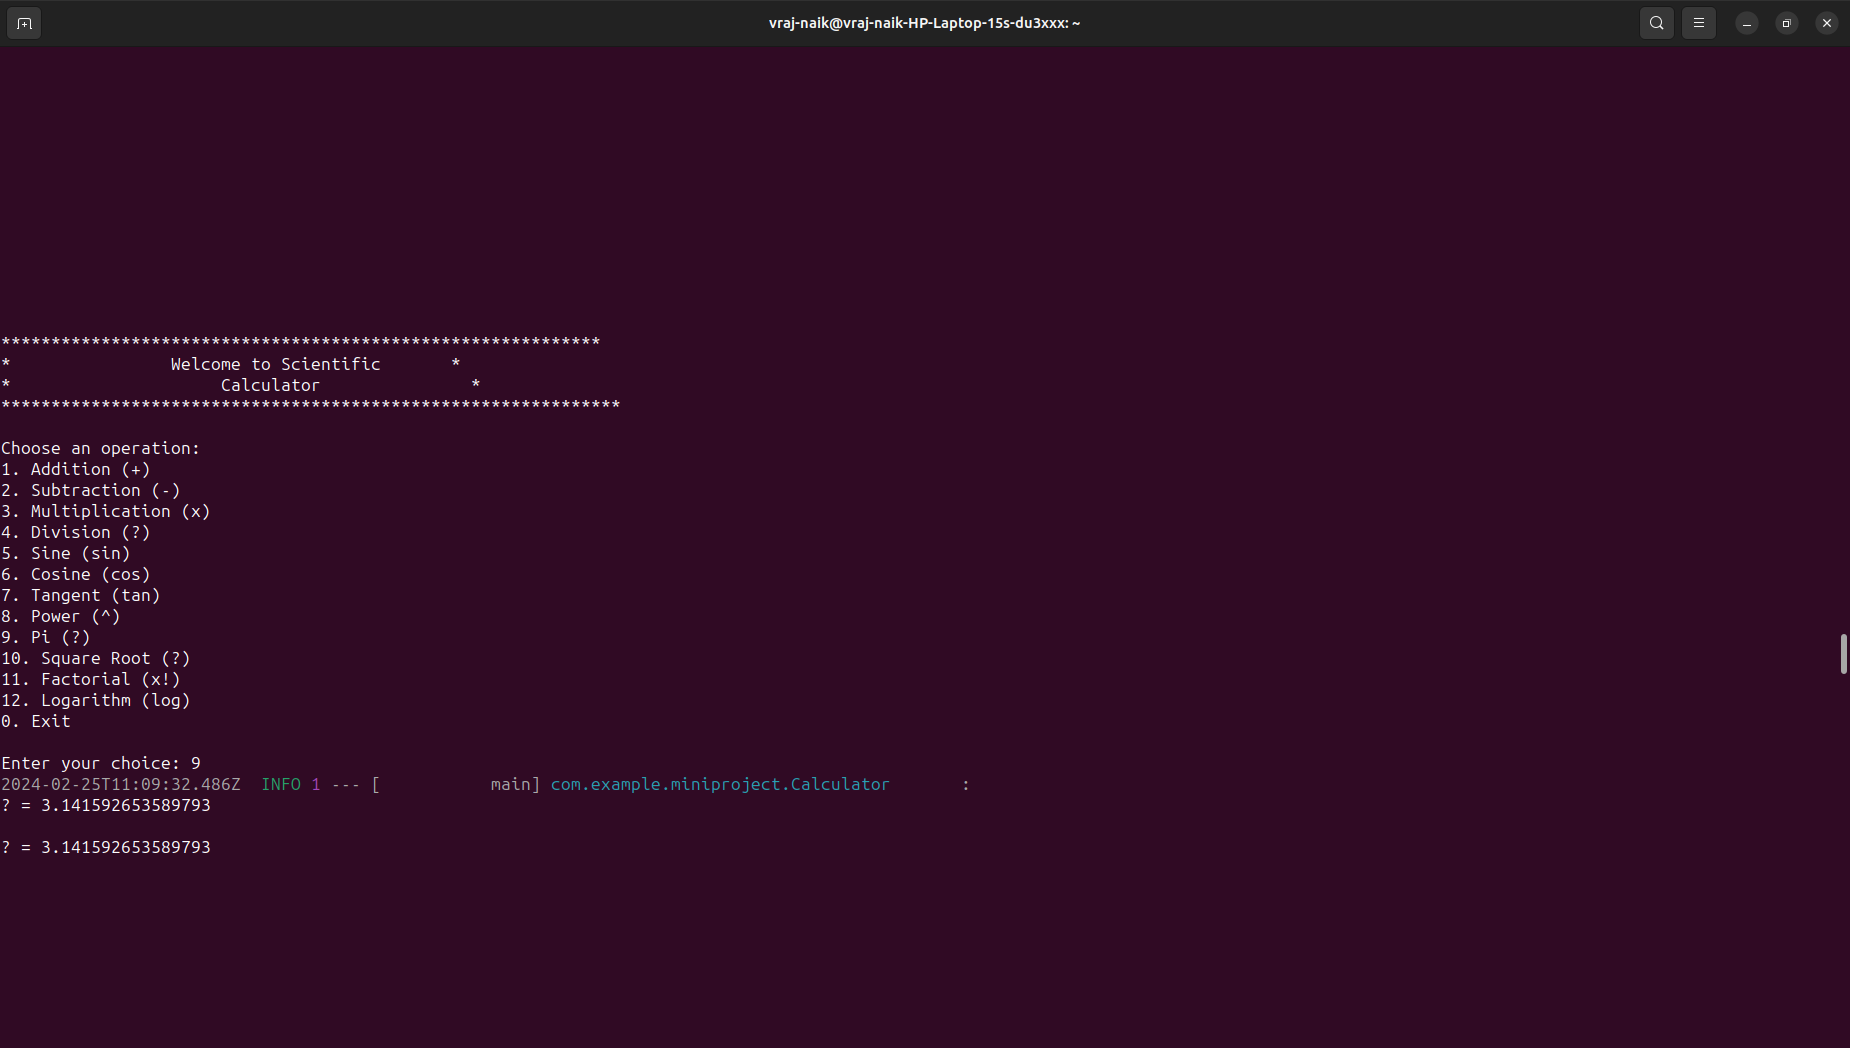 vraj-naik@vraj-naik-HP-Laptop-15s-du3xxx: ~
************************************************************
*                Welcome to Scientific       *
*                     Calculator               *
**************************************************************
Choose an operation:
1. Addition (+)
2. Subtraction (-)
3. Multiplication (x)
4. Division (?)
5. Sine (sin)
6. Cosine (cos)
7. Tangent (tan)
8. Power (^)
9. Pi (?)
10. Square Root (?)
11. Factorial (x!)
12. Logarithm (log)
0. Exit
Enter your choice: 9
2024-02-25T11:09:32.486Z  INFO 1 --- [           main] com.example.miniproject.Calculator       :
? = 3.141592653589793
? = 3.141592653589793